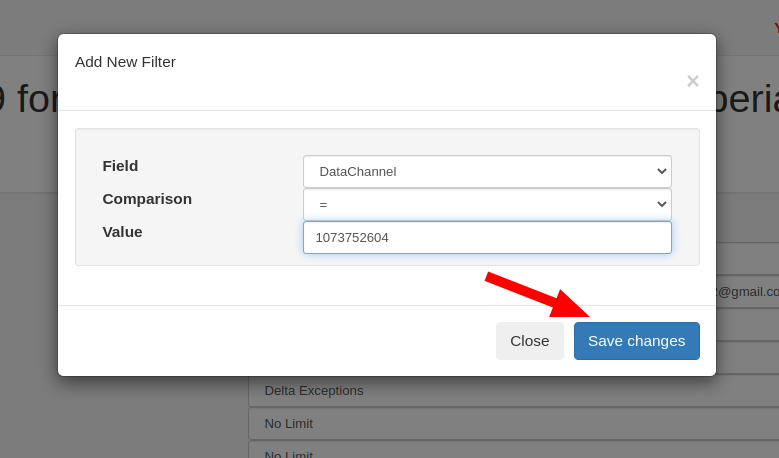 Add New Filter
×
9 for
peria
Field
DataChannel
Comparison
=
Value
1073752604
@gmail.co
Close
Save changes
Delta Exceptions
No Limit
No Limit